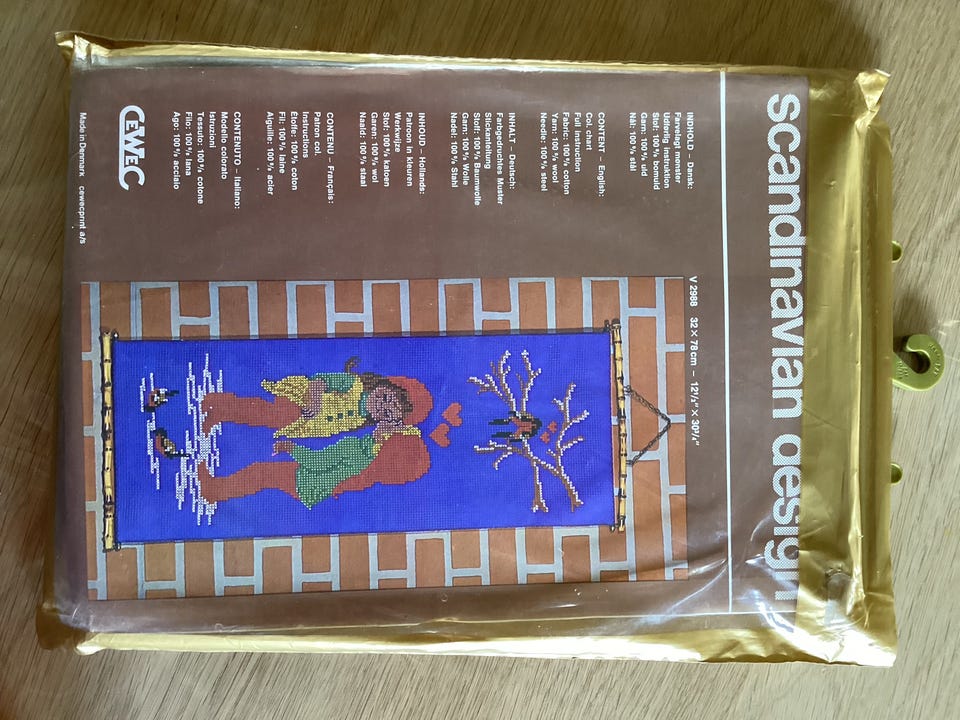 scandinavian design
V 2988 32 × 78 cm – 12½" × 30¾"
INDHOLD – Dansk:
Farvelagt mønster
Udførlig instruktion
Stof: 100% bomuld
Garn: 100% uld
Nål: 100% stål
CONTENT – English:
Col. chart
Full instruction
Fabric: 100% cotton
Yarn: 100% wool
Needle: 100% steel
INHALT – Deutsch:
Farbgedrucktes Muster
Stickanleitung
Stoff: 100% Baumwolle
Garn: 100% Wolle
Nadel: 100% Stahl
INHOUD – Hollands:
Patroon in kleuren
Werkwijze
Stof: 100% katoen
Garen: 100% wol
Naald: 100% staal
CONTENU – Français:
Patron col.
Instructions
Etoffe: 100% coton
Fil: 100% laine
Aiguille: 100% acier
CONTENUTO – Italiano:
Modello colorato
Istruzioni
Tessuto: 100% cotone
Filo: 100% lana
Ago: 100% acciaio
CEWEC
Made in Denmark cewecprint a/s